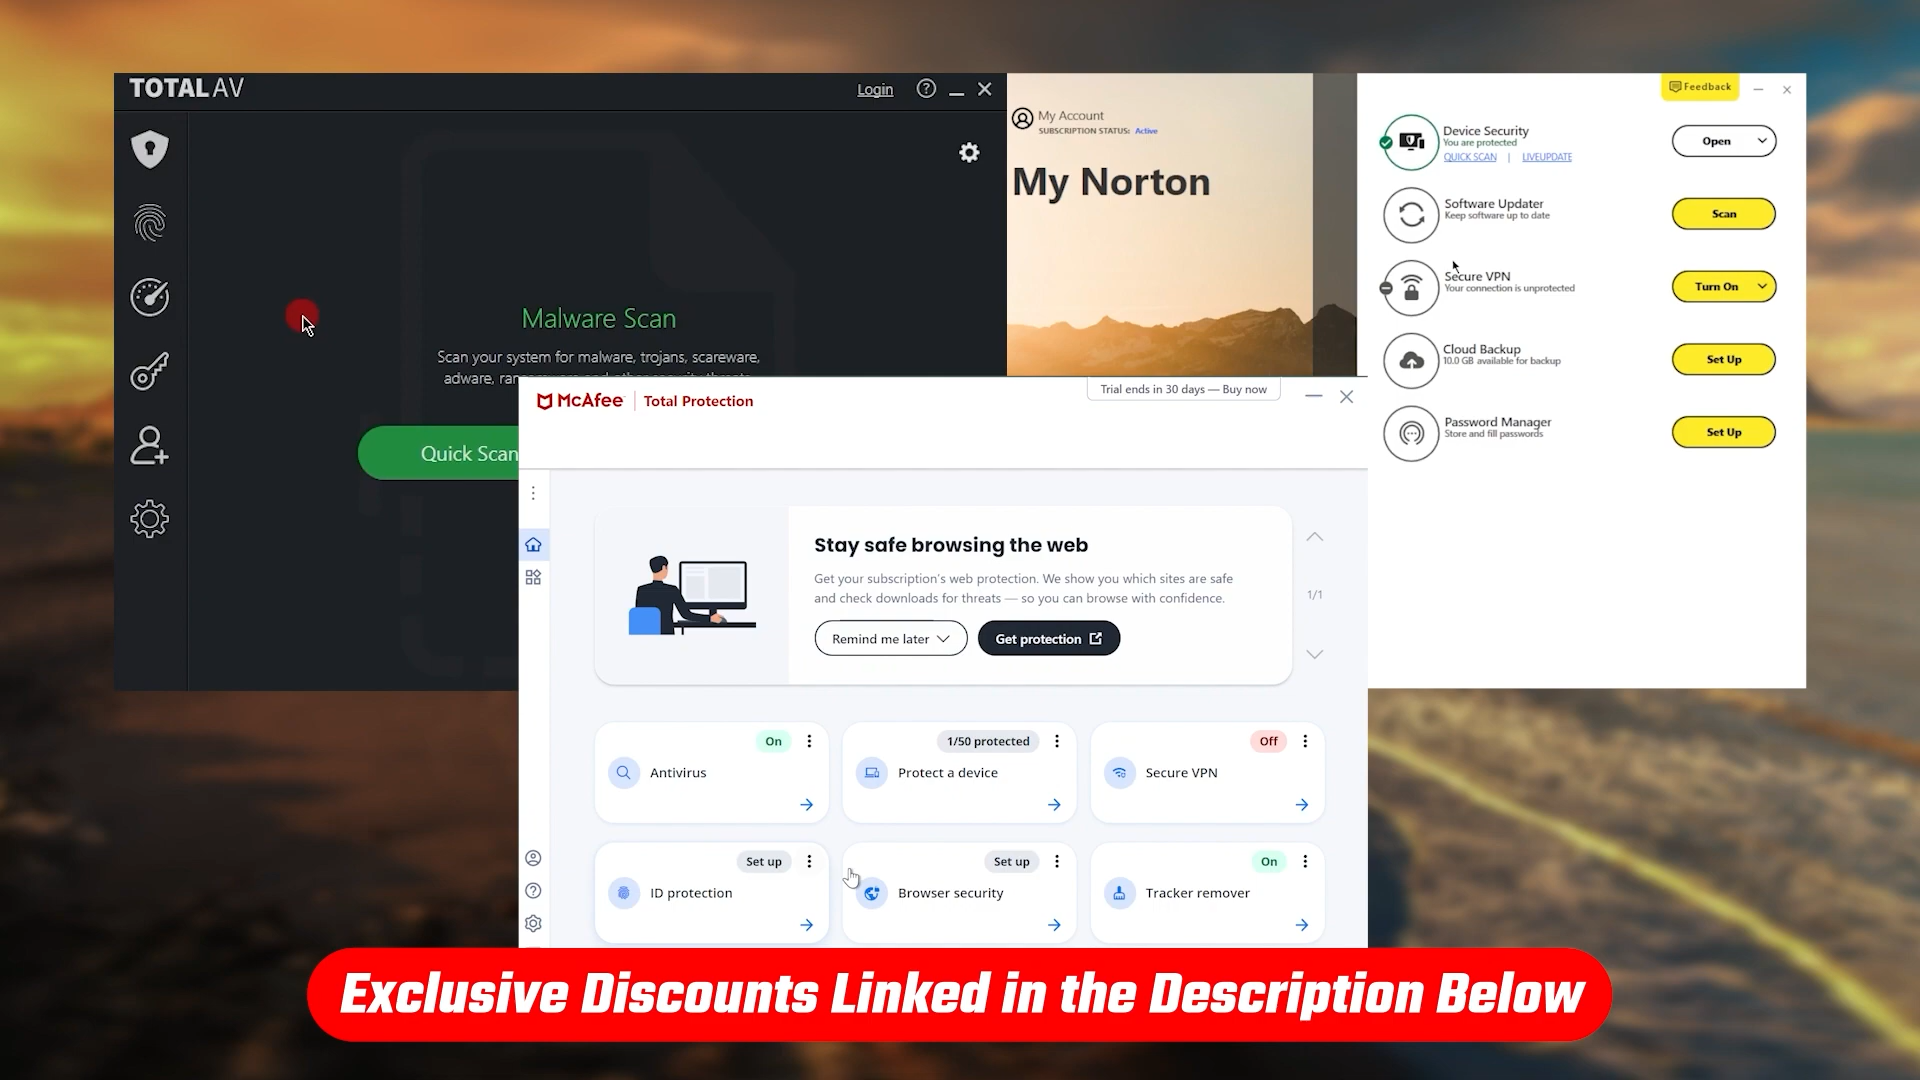 TOTALAV
Login
Malware Scan
Scan your system for malware, trojans, scareware,
Quick Scan
My Account
SUBSCRIPTION STATUS: Active
My Norton
Feedback
Device Security
You are protected
QUICK SCAN | LIVEUPDATE
Open
Software Updater
Keep software up to date
Scan
Secure VPN
Your connection is unprotected
Turn On
Cloud Backup
10.0 GB available for backup
Set Up
Password Manager
Store and fill passwords
Set Up
McAfee | Total Protection
Trial ends in 30 days — Buy now
Stay safe browsing the web
Get your subscription's web protection. We show you which sites are safe
and check downloads for threats — so you can browse with confidence.
Remind me later
Get protection
1/1
On
Antivirus
1/50 protected
Protect a device
Off
Secure VPN
Set up
ID protection
Set up
Browser security
On
Tracker remover
Exclusive Discounts Linked in the Description Below